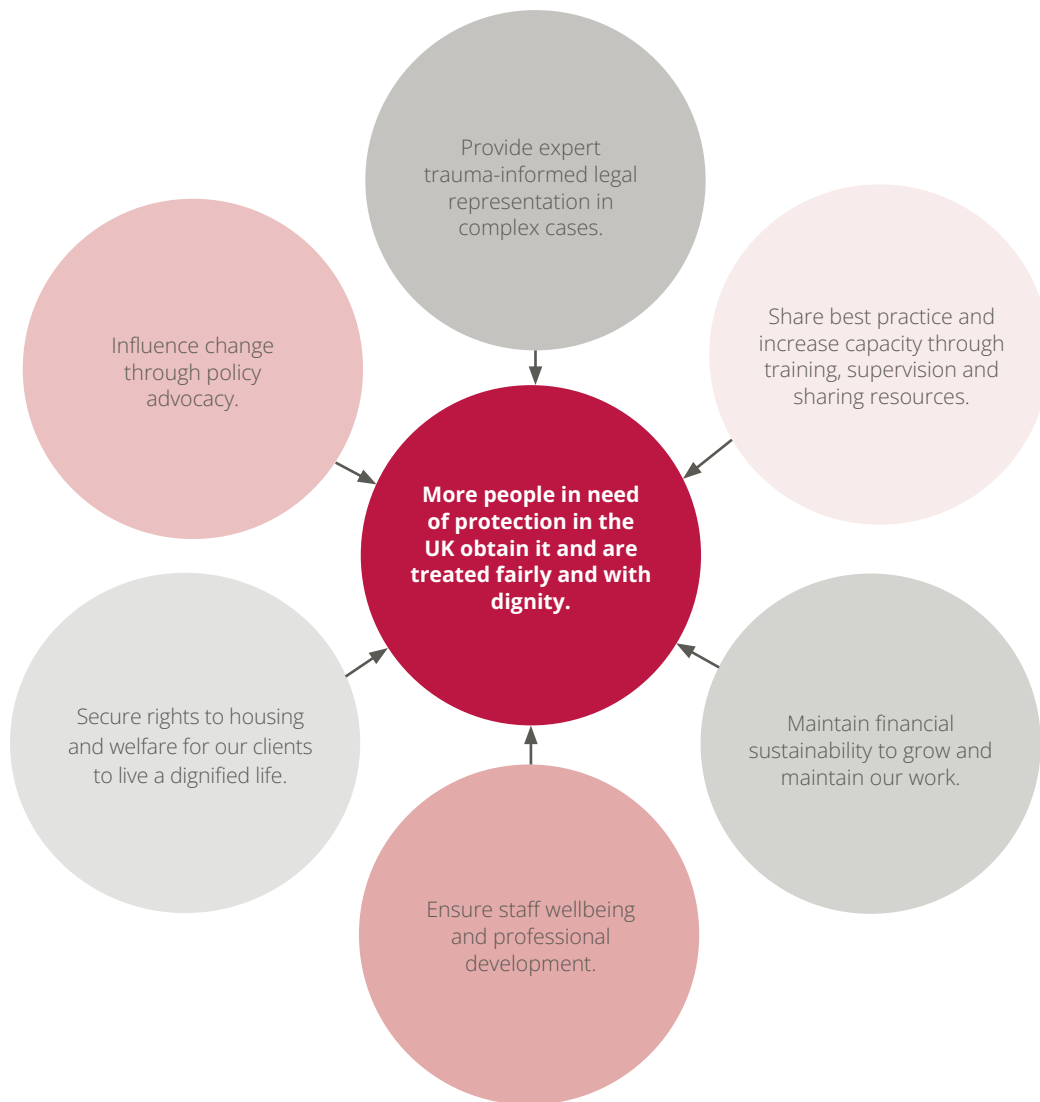 Provide expert
trauma-informed legal
representation in
complex cases.
Share best practice and
increase capacity through
training, supervision and
sharing resources.
Influence change
through policy
advocacy.
More people in need
of protection in the
UK obtain it and are
treated fairly and with
dignity.
Secure rights to housing
and welfare for our clients
to live a dignified life.
Maintain financial
sustainability to grow and
maintain our work.
Ensure staff wellbeing
and professional
development.